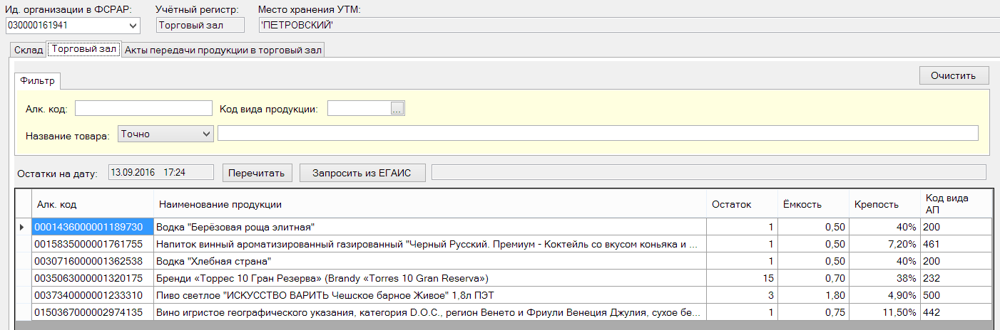 Ид. организации в ФСРАР: Учётный регистр: Место хранения УТМ:
030000161941 Торговый зал 'ПЕТРОВСКИЙ'
Склад Торговый зал Акты передачи продукции в торговый зал
Фильтр Очистить
Алк. код: Код вида продукции: ...
Название товара: Точно
Остатки на дату: 13.09.2016 17:24 Перечитать Запросить из ЕГАИС
Алк. код Наименование продукции Остаток Ёмкость Крепость Код вида
АП
0001436000001189730 Водка "Берёзовая роща элитная" 1 0,50 40% 200
0015835000001761755 Напиток винный ароматизированный газированный "Черный Русский. Премиум - Коктейль со вкусом коньяка и ... 1 0,50 7,20% 461
0030716000001362538 Водка "Хлебная страна" 1 0,50 40% 200
0035063000001320175 Бренди «Торрес 10 Гран Резерва» (Brandy «Torres 10 Gran Reserva») 15 0,70 38% 232
0037340000001233310 Пиво светлое "ИСКУССТВО ВАРИТЬ Чешское барное Живое" 1,8л ПЭТ 3 1,80 4,90% 500
0150367000002974135 Вино игристое географического указания, категория D.O.C., регион Венето и Фриули Венеция Джулия, сухое бе... 1 0,75 11,50% 442